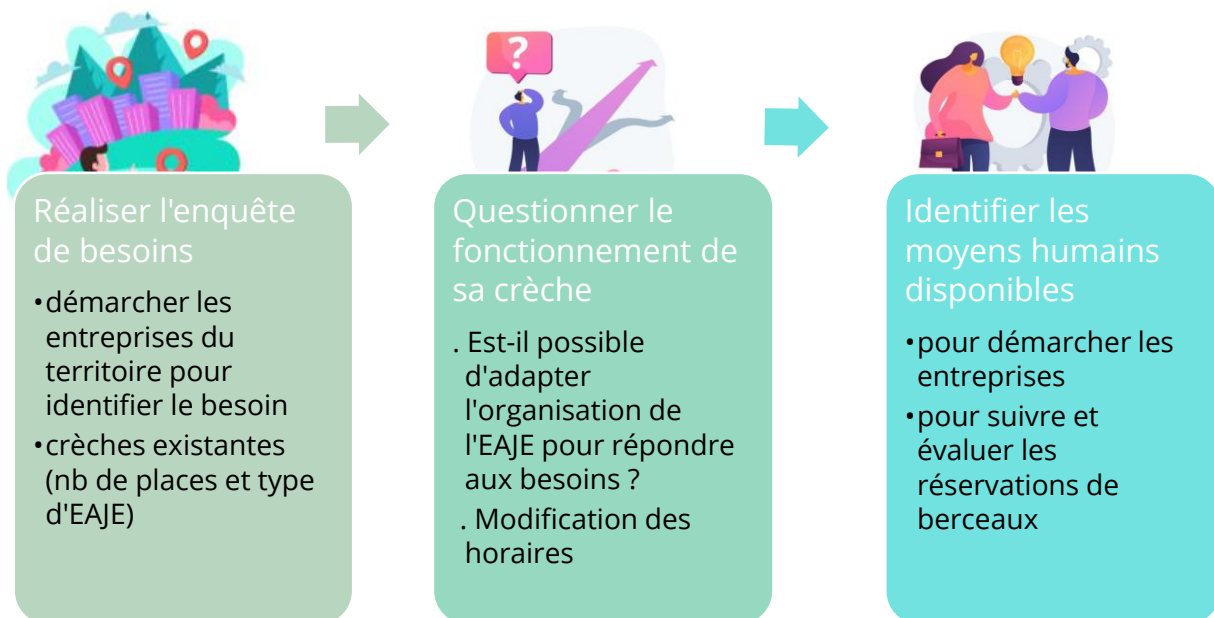 ?
Réaliser l'enquête
de besoins
•démarcher les
entreprises du
territoire pour
identifier le besoin
•crèches existantes
(nb de places et type
d'EAJE)
Questionner le
fonctionnement de
sa crèche
. Est-il possible
d'adapter
l'organisation de
l'EAJE pour répondre
aux besoins ?
. Modification des
horaires
Identifier les
moyens humains
disponibles
•pour démarcher les
entreprises
•pour suivre et
évaluer les
réservations de
berceaux